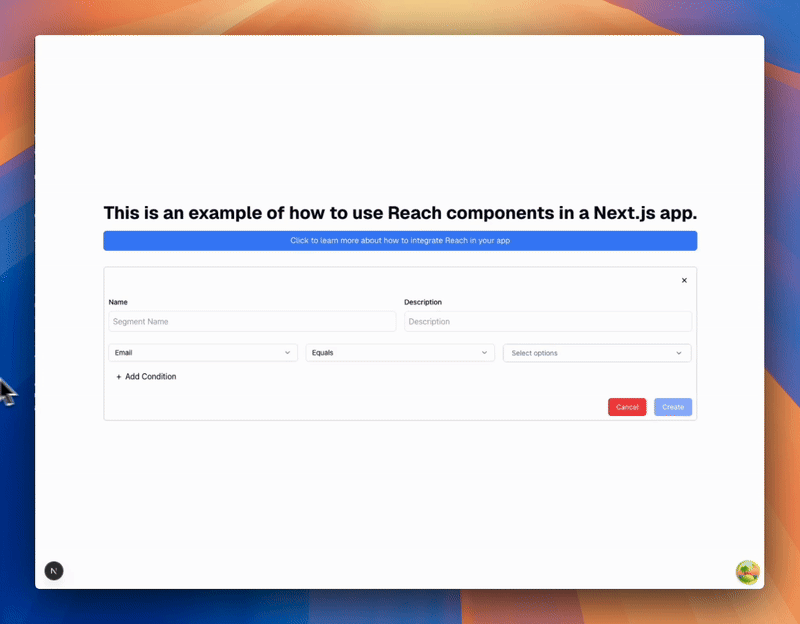 This is an example of how to use Reach components in a Next.js app.
Click to learn more about how to integrate Reach in your app
Name Description
Segment Name Description
Email Equals Select options
+ Add Condition
Cancel Create
N